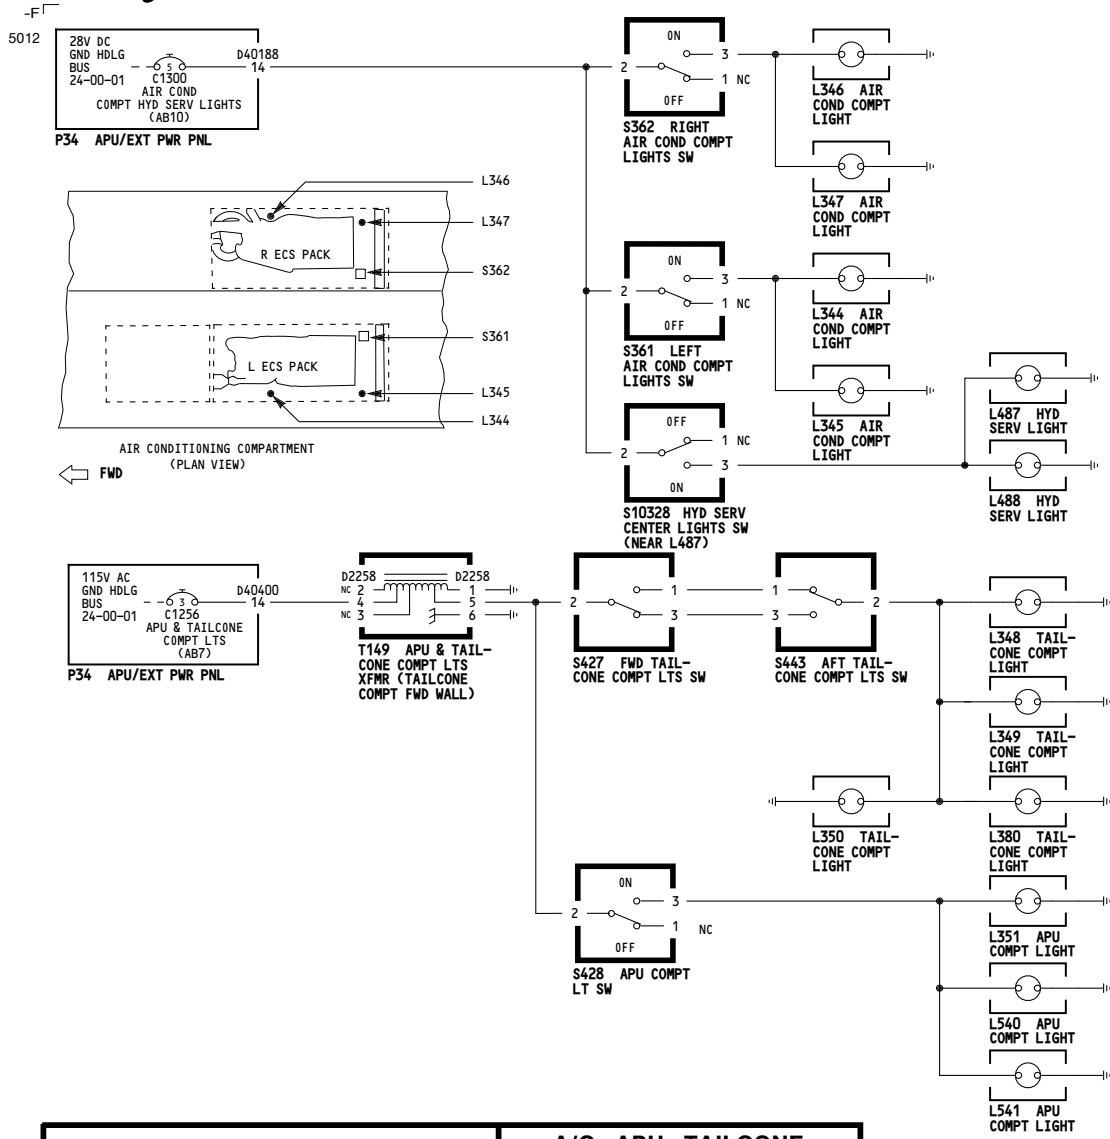 -F
5012
28V DC
GND HDLG
BUS
24-00-01
5
C1300
AIR COND
COMPT HYD SERV LIGHTS
(AB10)
D40188
14
P34 APU/EXT PWR PNL
ON
2
3
1 NC
OFF
S362 RIGHT
AIR COND COMPT
LIGHTS SW
L346 AIR
COND COMPT
LIGHT
L347 AIR
COND COMPT
LIGHT
L346
L347
R ECS PACK
S362
S361
L ECS PACK
L345
L344
AIR CONDITIONING COMPARTMENT
(PLAN VIEW)
FWD
ON
2
3
1 NC
OFF
S361 LEFT
AIR COND COMPT
LIGHTS SW
L344 AIR
COND COMPT
LIGHT
L345 AIR
COND COMPT
LIGHT
OFF
2
1 NC
3
ON
S10328 HYD SERV
CENTER LIGHTS SW
(NEAR L487)
L487 HYD
SERV LIGHT
L488 HYD
SERV LIGHT
115V AC
GND HDLG
BUS
24-00-01
3
C1256
APU & TAILCONE
COMPT LTS
(AB7)
D40400
14
P34 APU/EXT PWR PNL
D2258 D2258
NC 2 1
4 5
NC 3 6
T149 APU & TAIL-
CONE COMPT LTS
XFMR (TAILCONE
COMPT FWD WALL)
2
1
3
S427 FWD TAIL-
CONE COMPT LTS SW
1
3
2
S443 AFT TAIL-
CONE COMPT LTS SW
L348 TAIL-
CONE COMPT
LIGHT
L349 TAIL-
CONE COMPT
LIGHT
L350 TAIL-
CONE COMPT
LIGHT
L380 TAIL-
CONE COMPT
LIGHT
ON
2
3
1 NC
OFF
S428 APU COMPT
LT SW
L351 APU
COMPT LIGHT
L540 APU
COMPT LIGHT
L541 APU
COMPT LIGHT